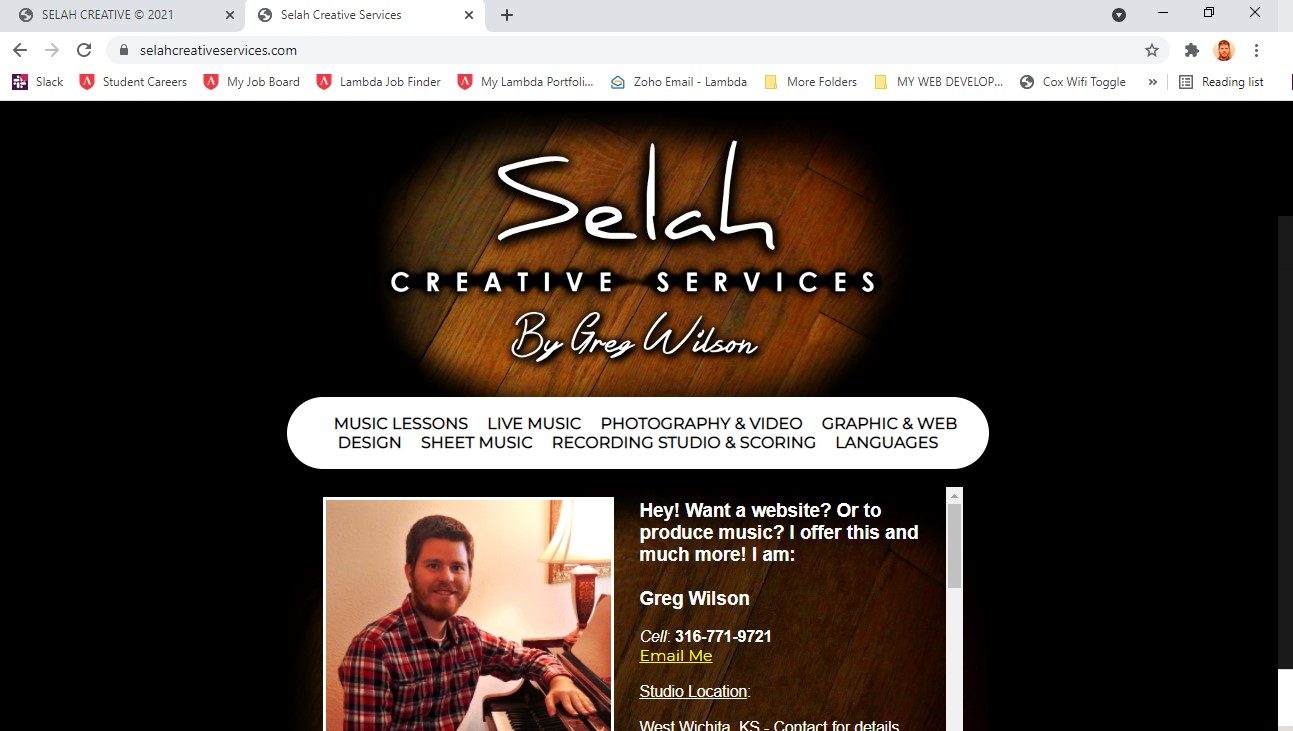 SELAH CREATIVE © 2021
Selah Creative Services
selahcreativeservices.com
Slack
Student Careers
My Job Board
Lambda Job Finder
My Lambda Portfoli...
Zoho Email - Lambda
More Folders
MY WEB DEVELOP...
Cox Wifi Toggle
»
Reading list
Selah
CREATIVE SERVICES
By Greg Wilson
MUSIC LESSONS LIVE MUSIC PHOTOGRAPHY & VIDEO GRAPHIC & WEB
DESIGN SHEET MUSIC RECORDING STUDIO & SCORING LANGUAGES
Hey! Want a website? Or to
produce music? I offer this and
much more! I am:
Greg Wilson
Cell: 316-771-9721
Email Me
Studio Location:
West Wichita, KS - Contact for details